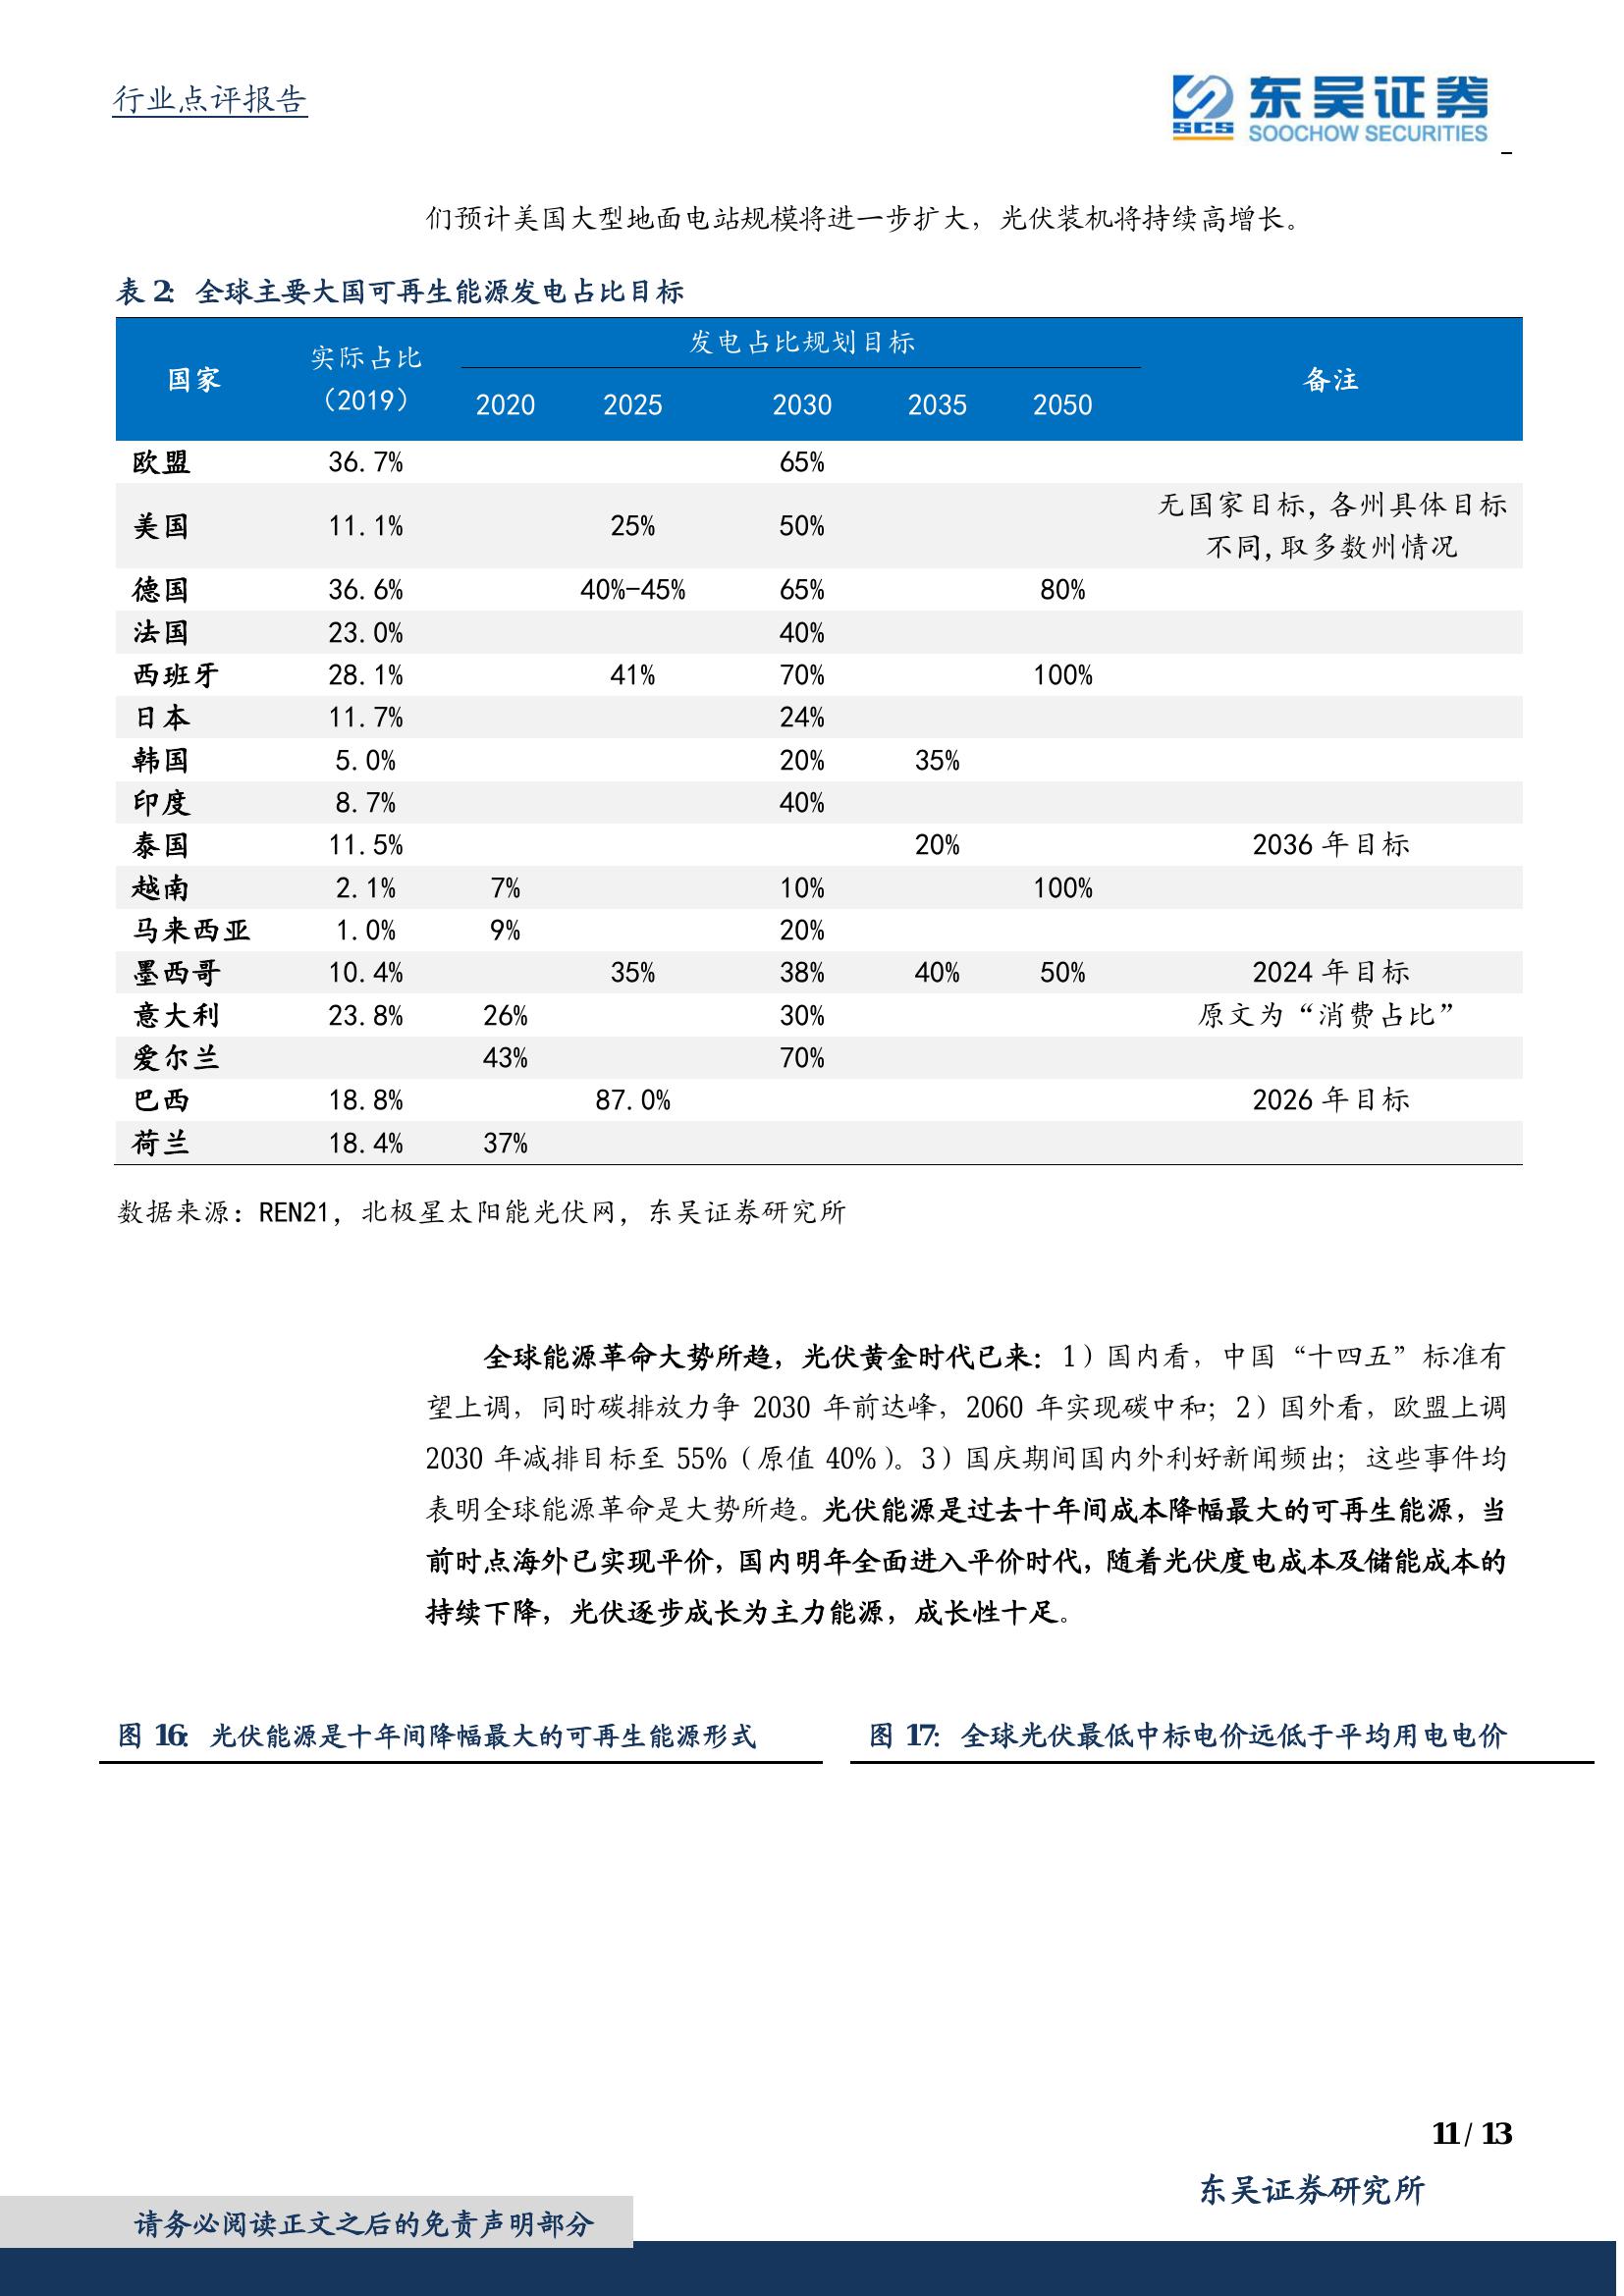 行业点评报告
SCS 东吴证券
SOOCHOW SECURITIES
们预计美国大型地面电站规模将进一步扩大，光伏装机将持续高增长。
表 2：全球主要大国可再生能源发电占比目标
国家 实际占比（2019） 发电占比规划目标 备注
2020 2025 2030 2035 2050
欧盟 36.7% 65%
美国 11.1% 25% 50% 无国家目标，各州具体目标
不同，取多数州情况
德国 36.6% 40%-45% 65% 80%
法国 23.0% 40%
西班牙 28.1% 41% 70% 100%
日本 11.7% 24%
韩国 5.0% 20% 35%
印度 8.7% 40%
泰国 11.5% 20% 2036 年目标
越南 2.1% 7% 10% 100%
马来西亚 1.0% 9% 20%
墨西哥 10.4% 35% 38% 40% 50% 2024 年目标
意大利 23.8% 26% 30% 原文为“消费占比”
爱尔兰 43% 70%
巴西 18.8% 87.0% 2026 年目标
荷兰 18.4% 37%
数据来源：REN21，北极星太阳能光伏网，东吴证券研究所
全球能源革命大势所趋，光伏黄金时代已来：1）国内看，中国“十四五”标准有
望上调，同时碳排放力争 2030 年前达峰，2060 年实现碳中和；2）国外看，欧盟上调
2030 年减排目标至 55%（原值 40%）。3）国庆期间国内外利好新闻频出；这些事件均
表明全球能源革命是大势所趋。光伏能源是过去十年间成本降幅最大的可再生能源，当
前时点海外已实现平价，国内明年全面进入平价时代，随着光伏度电成本及储能成本的
持续下降，光伏逐步成长为主力能源，成长性十足。
图 16：光伏能源是十年间降幅最大的可再生能源形式
图 17：全球光伏最低中标电价远低于平均用电电价
11 / 13
东吴证券研究所
请务必阅读正文之后的免责声明部分